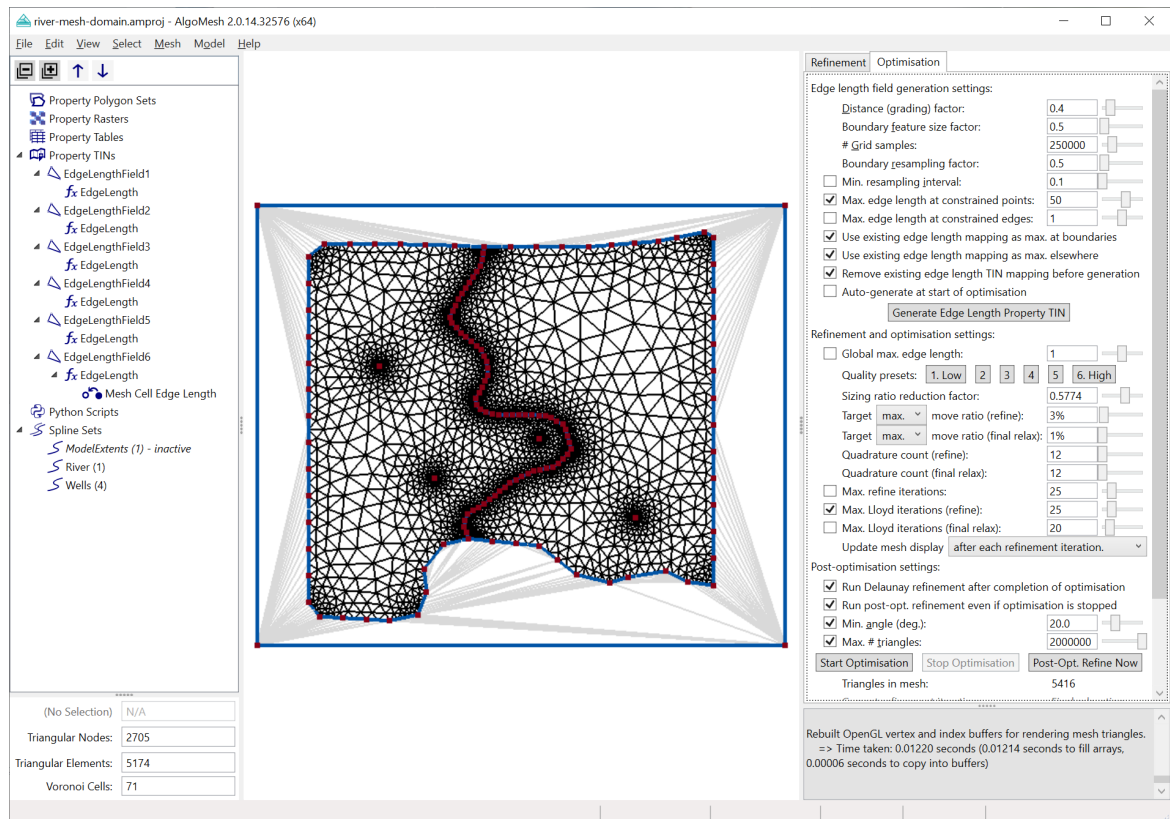 river-mesh-domain.amproj - AlgoMesh 2.0.14.32576 (x64)
File Edit View Select Mesh Model Help
Property Polygon Sets
Property Rasters
Property Tables
Property TINs
EdgeLengthField1
fx EdgeLength
EdgeLengthField2
fx EdgeLength
EdgeLengthField3
fx EdgeLength
EdgeLengthField4
fx EdgeLength
EdgeLengthField5
fx EdgeLength
EdgeLengthField6
fx EdgeLength
Mesh Cell Edge Length
Python Scripts
Spline Sets
ModelExtents (1) - inactive
River (1)
Wells (4)
(No Selection) N/A
Triangular Nodes: 2705
Triangular Elements: 5174
Voronoi Cells: 71
Refinement Optimisation
Edge length field generation settings:
Distance (grading) factor: 0.4
Boundary feature size factor: 0.5
# Grid samples: 250000
Boundary resampling factor: 0.5
Min. resampling interval: 0.1
Max. edge length at constrained points: 50
Max. edge length at constrained edges: 1
Use existing edge length mapping as max. at boundaries
Use existing edge length mapping as max. elsewhere
Remove existing edge length TIN mapping before generation
Auto-generate at start of optimisation
Generate Edge Length Property TIN
Refinement and optimisation settings:
Global max. edge length: 1
Quality presets: 1. Low 2 3 4 5 6. High
Sizing ratio reduction factor: 0.5774
Target max. move ratio (refine): 3%
Target max. move ratio (final relax): 1%
Quadrature count (refine): 12
Quadrature count (final relax): 12
Max. refine iterations: 25
Max. Lloyd iterations (refine): 25
Max. Lloyd iterations (final relax): 20
Update mesh display after each refinement iteration.
Post-optimisation settings:
Run Delaunay refinement after completion of optimisation
Run post-opt. refinement even if optimisation is stopped
Min. angle (deg.): 20.0
Max. # triangles: 2000000
Start Optimisation Stop Optimisation Post-Opt. Refine Now
Triangles in mesh: 5416
Rebuilt OpenGL vertex and index buffers for rendering mesh triangles.
=> Time taken: 0.01220 seconds (0.01214 seconds to fill arrays,
0.00006 seconds to copy into buffers)